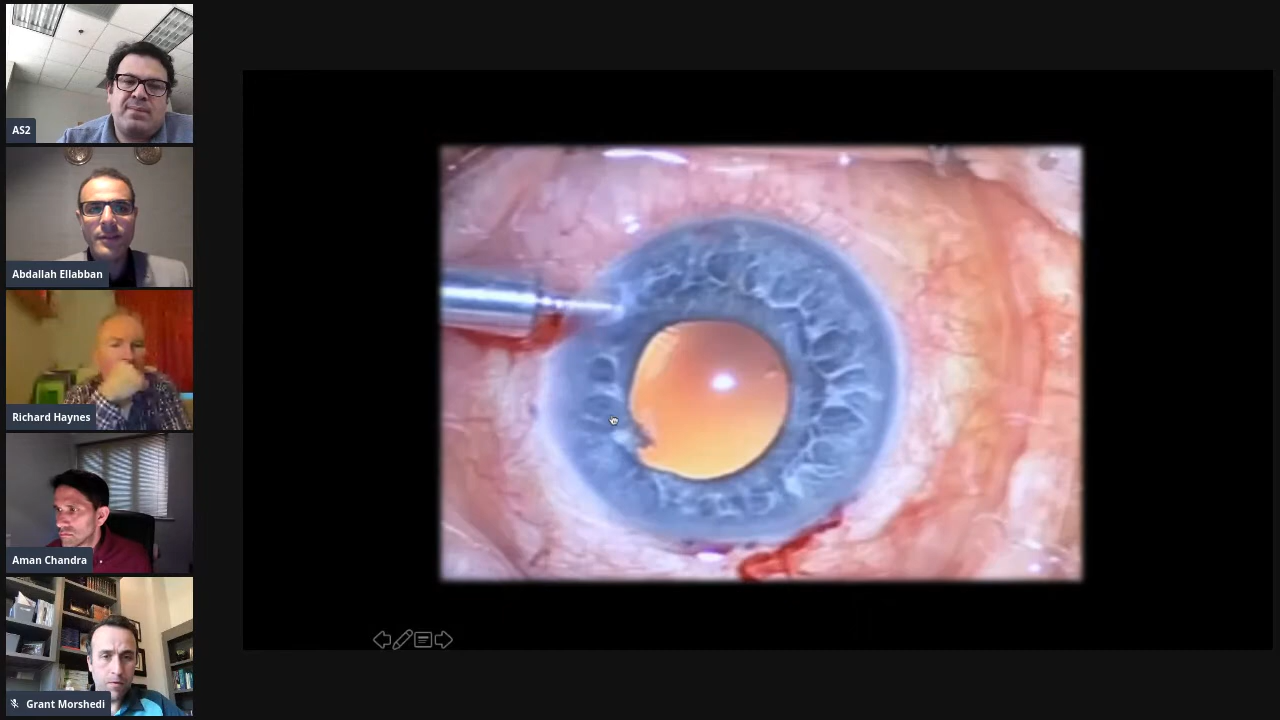 AS2
Abdallah Ellabban
Richard Haynes
Aman Chandra
Grant Morshedi